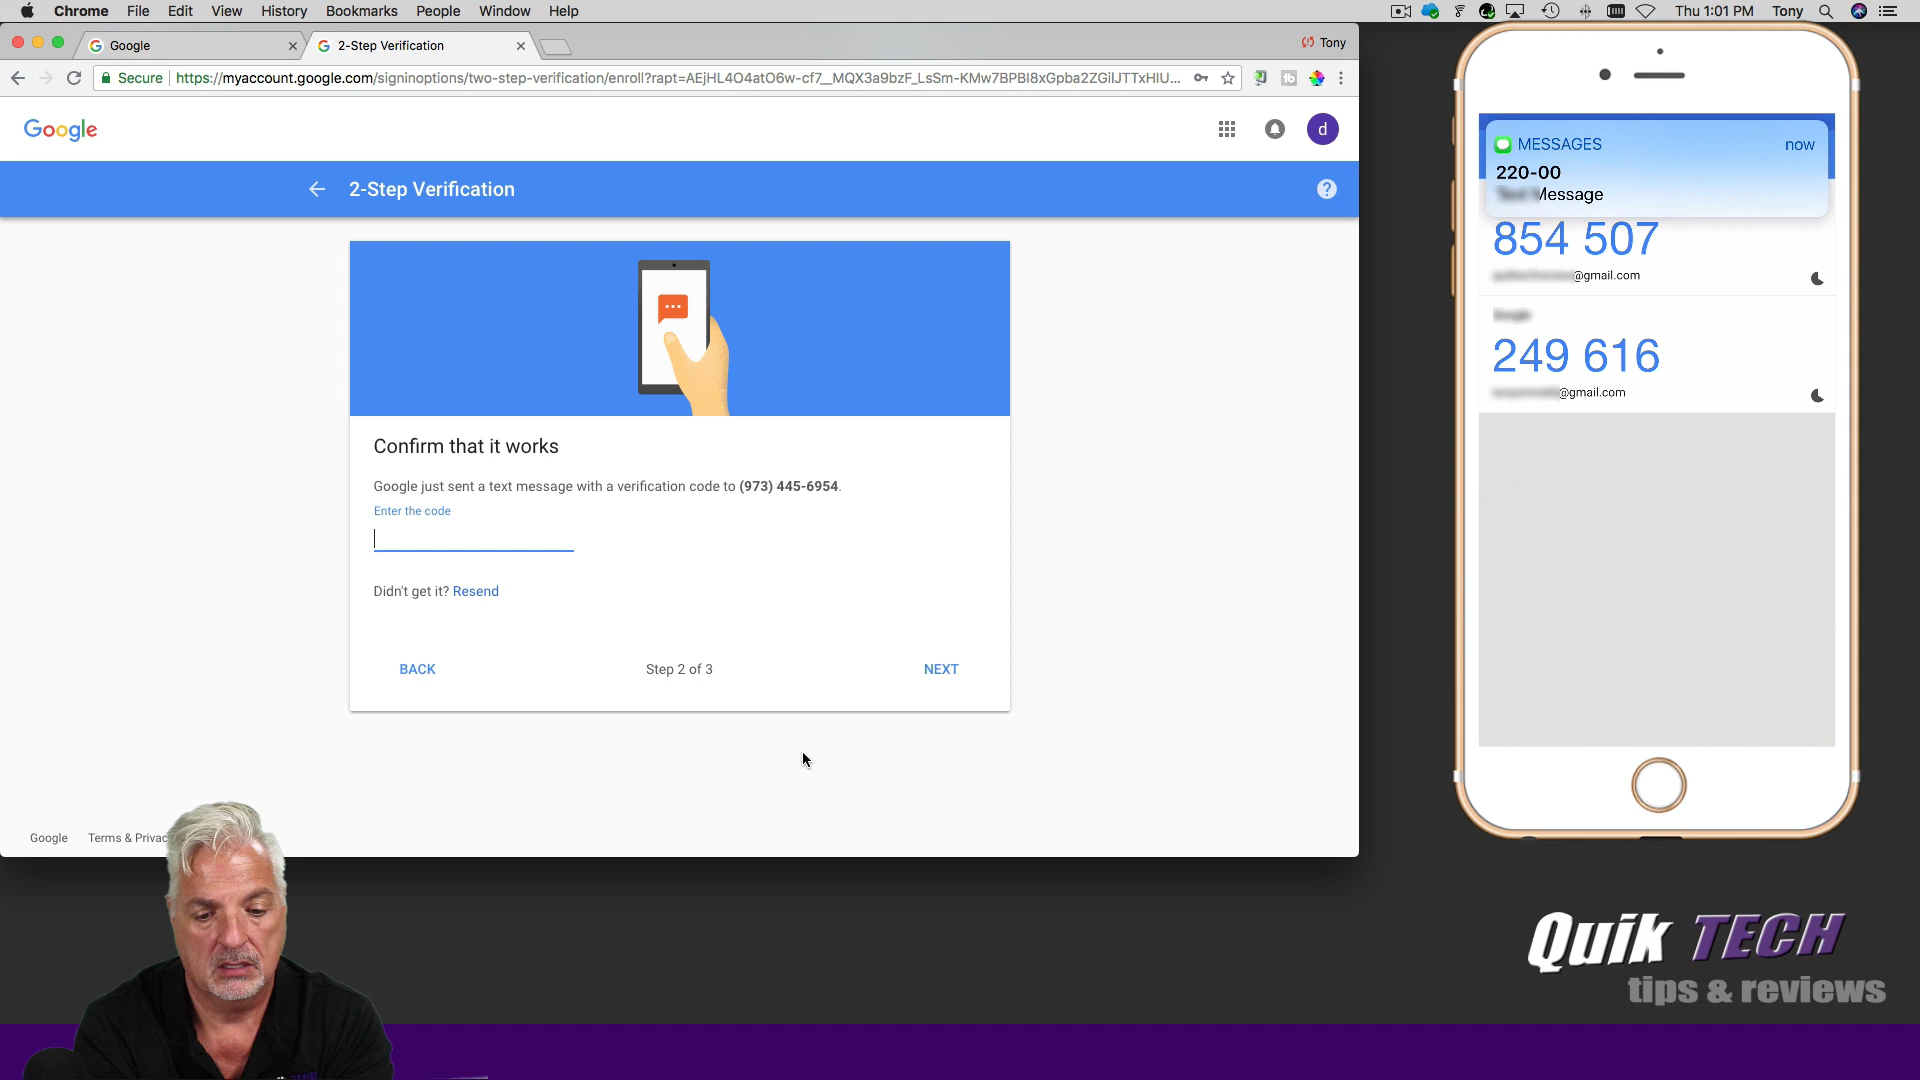 Chrome File Edit View History Bookmarks People Window Help
Thu 1:01 PM Tony
Google
2-Step Verification
Tony
Secure https://myaccount.google.com/signinoptions/two-step-verification/enroll?rapt=
Google
d
2-Step Verification
?
Confirm that it works
Google just sent a text message with a verification code to (973) 445-6954.
Enter the code
Didn't get it? Resend
BACK
Step 2 of 3
NEXT
Google Terms &
MESSAGES
now
220-00
Message
854 507
@gmail.com
249 616
@gmail.com
Quik TECH
tips & reviews